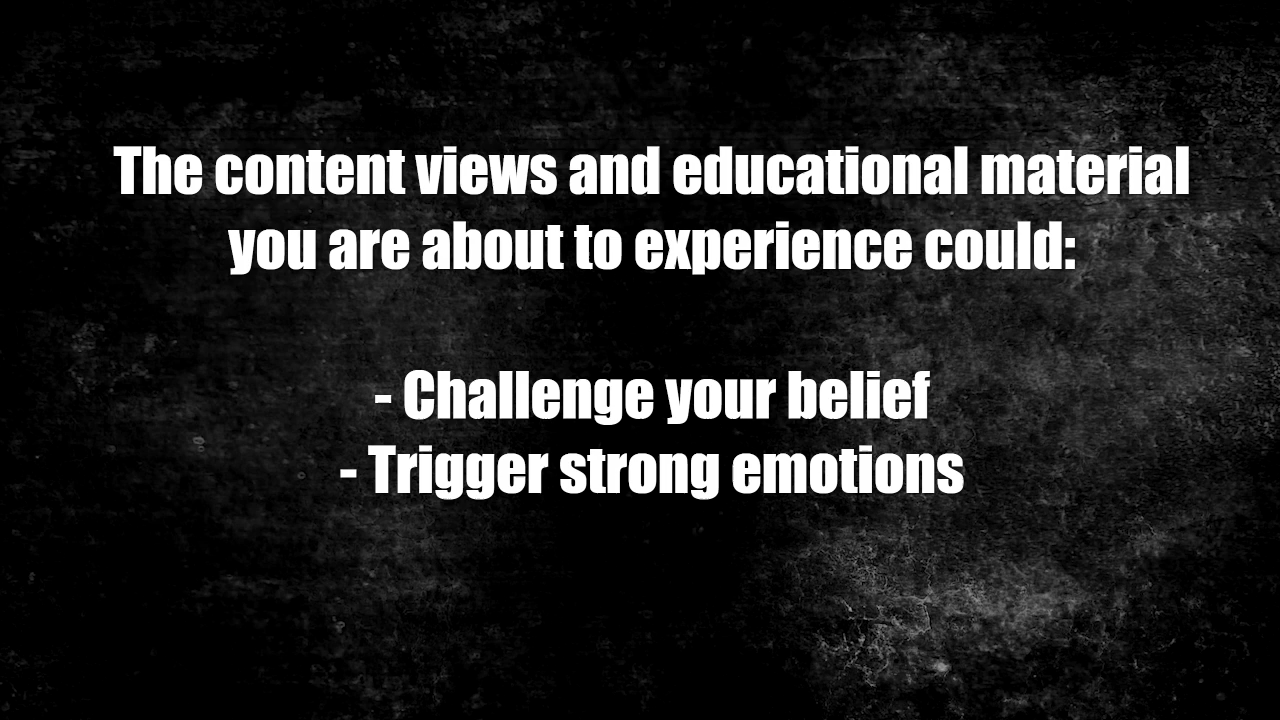 The content views and educational material
you are about to experience could:
- Challenge your belief
- Trigger strong emotions